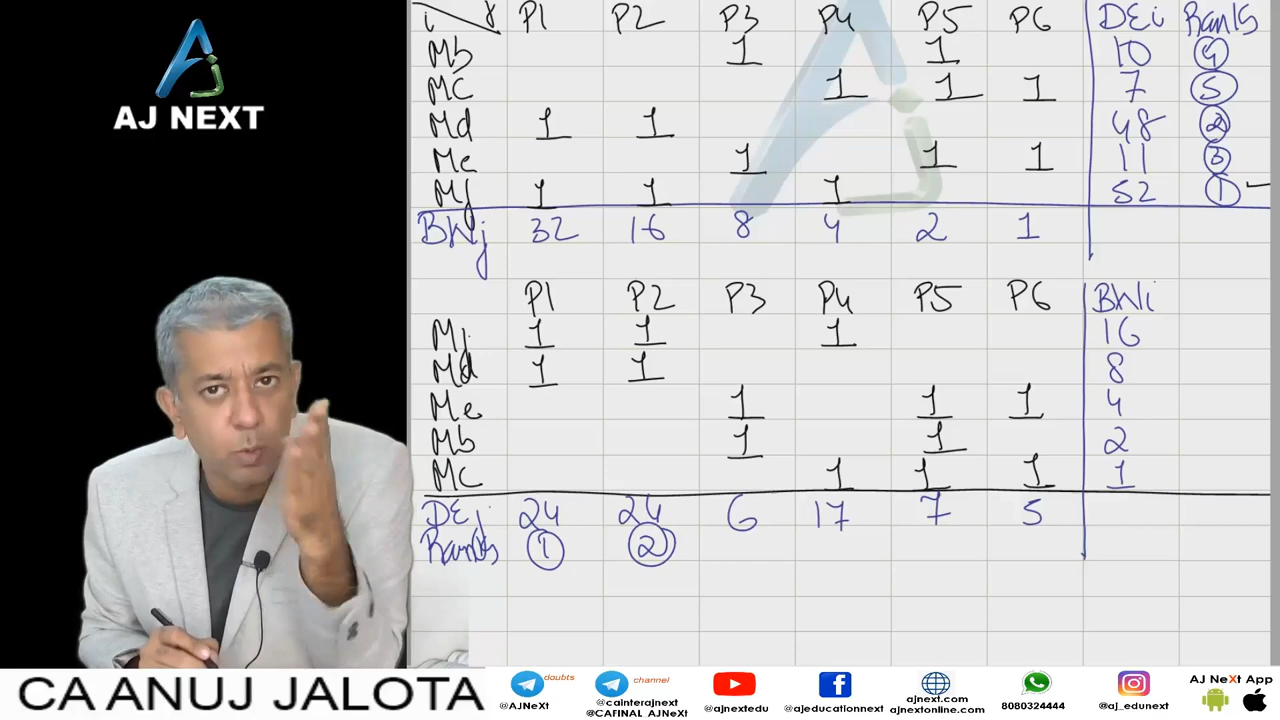 i j P1 P2 P3 P4 P5 P6 DEi Ranks
Mb 1 1 10 4
Mc 1 1 1 7 5
Md 1 1 48 2
Me 1 1 1 11 3
Mf 1 1 1 52 1
BWj 32 16 8 4 2 1
P1 P2 P3 P4 P5 P6 BWi
Mf 1 1 1 16
Md 1 1 8
Me 1 1 1 4
Mb 1 1 2
Mc 1 1 1 1
DEj 24 24 6 17 7 5
Ranks 1 2
AJ NEXT
CA ANUJ JALOTA
doubts
@AJNeXt
channel
@cainterajnext
@CAFINAL_AJNeXt
@ajnextedu
@ajeducationnext
ajnext.com
ajnextonline.com
8080324444
@aj_edunext
AJ NeXt App